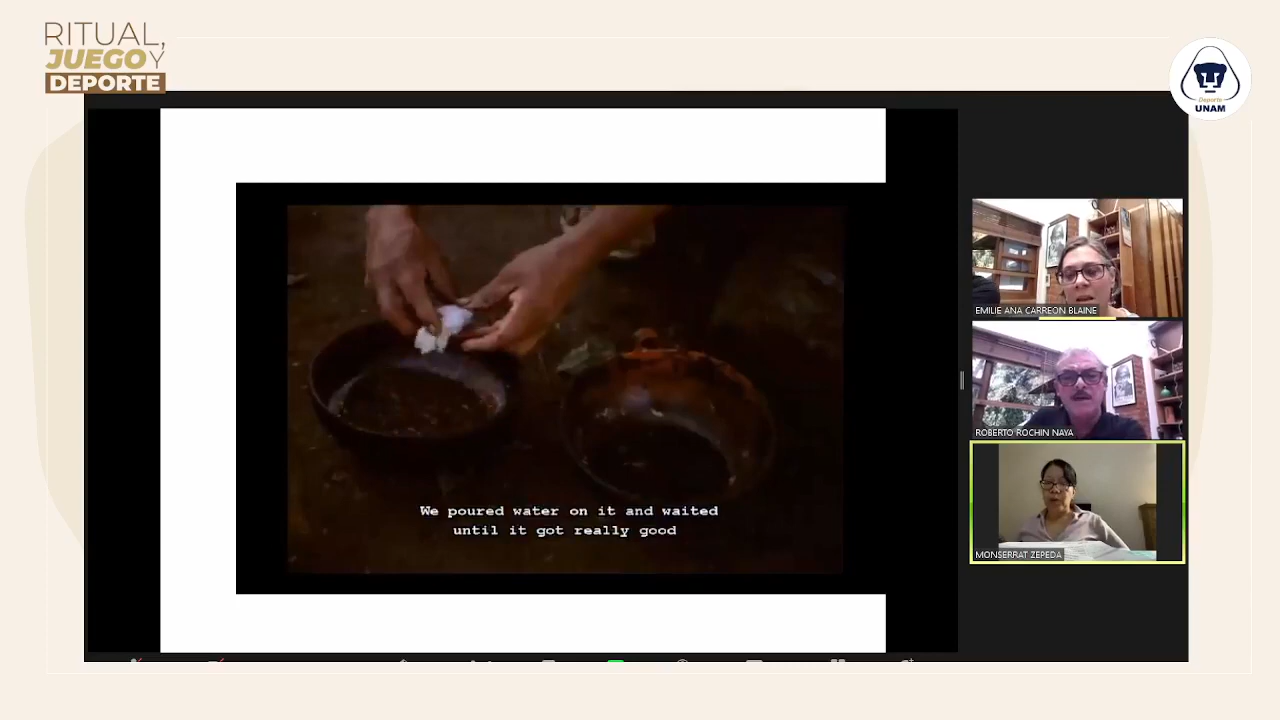 RITUAL,
JUEGO Y
DEPORTE
Deporte
UNAM
EMILIE ANA CARREON BLAINE
ROBERTO ROCHIN NAYA
We poured water on it and waited
until it got really good
MONSERRAT ZEPEDA